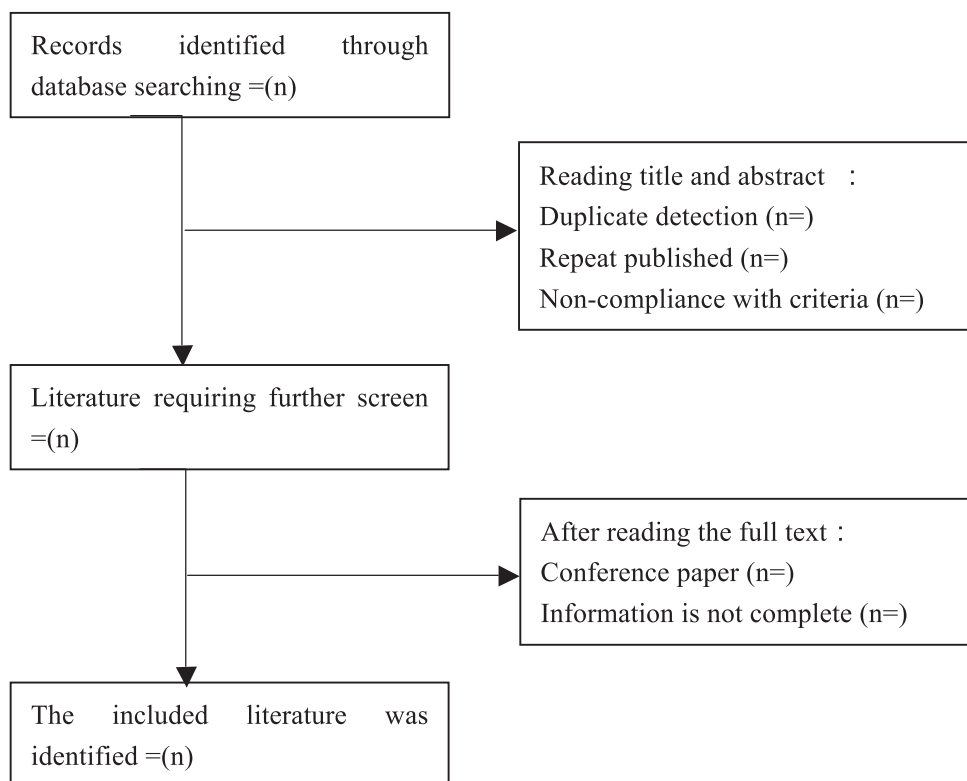 Records identified through
database searching =(n)
Reading title and abstract ：
Duplicate detection (n=)
Repeat published (n=)
Non-compliance with criteria (n=)
Literature requiring further screen
=(n)
After reading the full text：
Conference paper (n=)
Information is not complete (n=)
The included literature was
identified =(n)